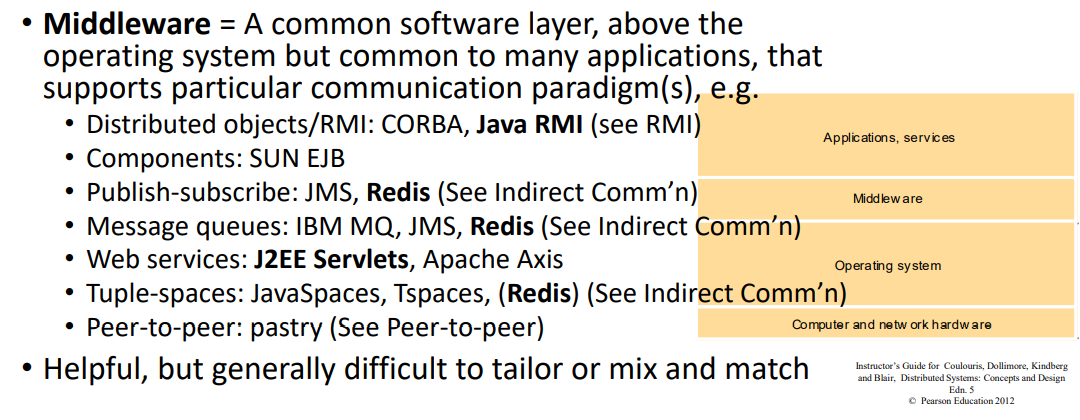 • Middleware = A common software layer, above the
operating system but common to many applications, that
supports particular communication paradigm(s), e.g.
• Distributed objects/RMI: CORBA, Java RMI (see RMI)
• Components: SUN EJB
• Publish-subscribe: JMS, Redis (See Indirect Comm’n)
• Message queues: IBM MQ, JMS, Redis (See Indirect Comm’n)
• Web services: J2EE Servlets, Apache Axis
• Tuple-spaces: JavaSpaces, Tspaces, (Redis) (See Indirect Comm’n)
• Peer-to-peer: pastry (See Peer-to-peer)
• Helpful, but generally difficult to tailor or mix and match
Applications, services
Middleware
Operating system
Computer and network hardware
Instructor’s Guide for Coulouris, Dollimore, Kindberg
and Blair, Distributed Systems: Concepts and Design
Edn. 5
© Pearson Education 2012